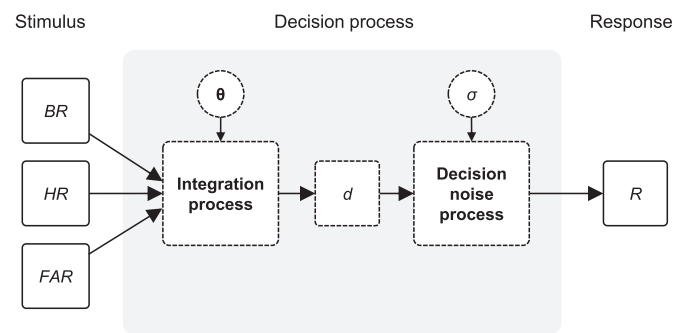 Stimulus
Decision process
Response
BR
HR
FAR
θ
Integration
process
d
σ
Decision
noise
process
R